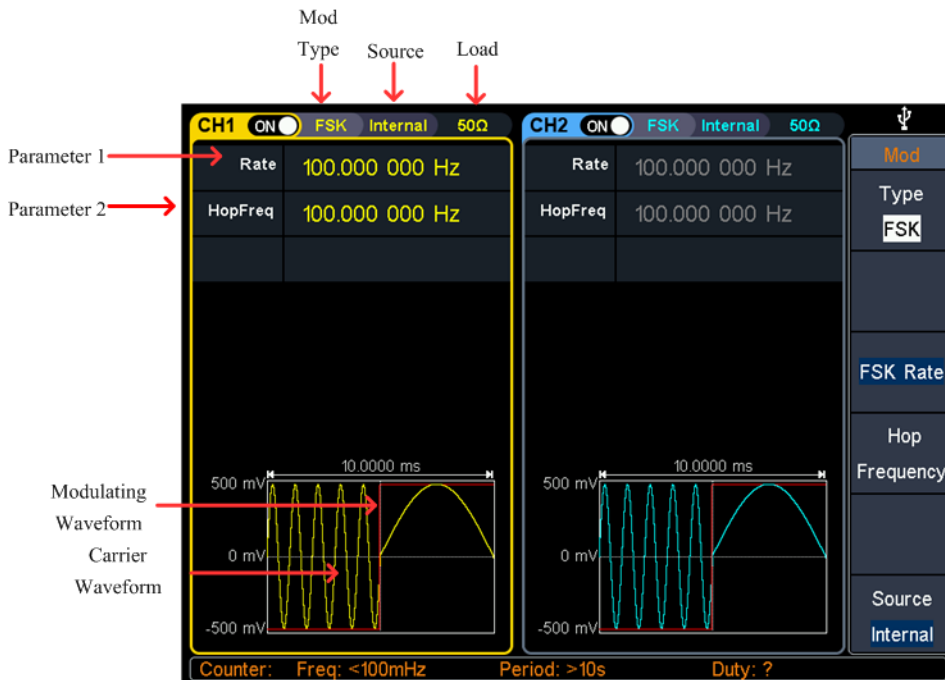 Mod
Type
Source
Load
CH1 ON FSK Internal 50Ω
CH2 ON FSK Internal 50Ω
Parameter 1
Rate 100.000 000 Hz
Parameter 2
HopFreq 100.000 000 Hz
Rate 100.000 000 Hz
HopFreq 100.000 000 Hz
Mod
Type
FSK
FSK Rate
Hop
Frequency
Source
Internal
10.0000 ms
500 mV
0 mV
-500 mV
Modulating
Waveform
Carrier
Waveform
10.0000 ms
500 mV
0 mV
-500 mV
Counter: Freq: <100mHz Period: >10s Duty: ?